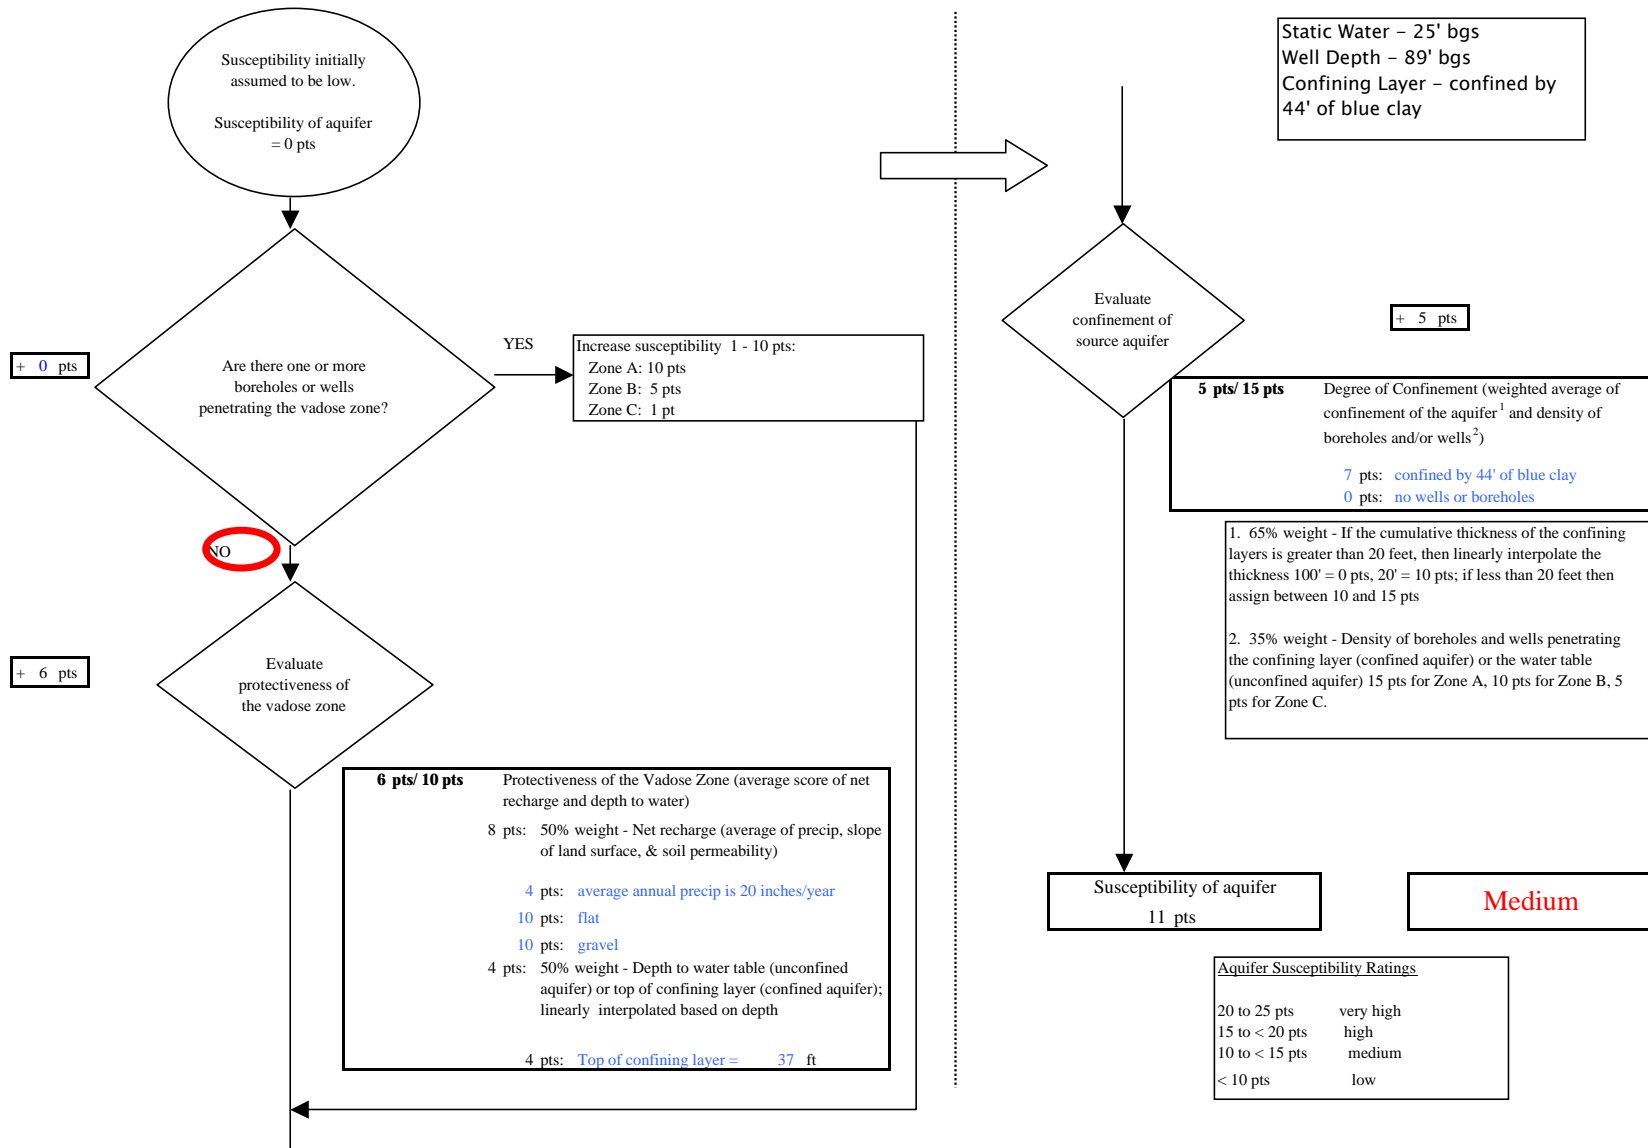 Susceptibility initially
assumed to be low.
Susceptibility of aquifer
= 0 pts
+ 0 pts
Are there one or more
boreholes or wells
penetrating the vadose zone?
YES
Increase susceptibility 1 - 10 pts:
Zone A: 10 pts
Zone B: 5 pts
Zone C: 1 pt
NO
+ 6 pts
Evaluate
protectiveness of
the vadose zone
6 pts/ 10 pts Protectiveness of the Vadose Zone (average score of net
recharge and depth to water)
8 pts: 50% weight - Net recharge (average of precip, slope
of land surface, & soil permeability)
4 pts: average annual precip is 20 inches/year
10 pts: flat
10 pts: gravel
4 pts: 50% weight - Depth to water table (unconfined
aquifer) or top of confining layer (confined aquifer);
linearly interpolated based on depth
4 pts: Top of confining layer = 37 ft
Static Water – 25' bgs
Well Depth – 89' bgs
Confining Layer – confined by
44' of blue clay
Evaluate
confinement of
source aquifer
+ 5 pts
5 pts/ 15 pts Degree of Confinement (weighted average of
confinement of the aquifer 1 and density of
boreholes and/or wells 2)
7 pts: confined by 44' of blue clay
0 pts: no wells or boreholes
1. 65% weight - If the cumulative thickness of the confining
layers is greater than 20 feet, then linearly interpolate the
thickness 100' = 0 pts, 20' = 10 pts; if less than 20 feet then
assign between 10 and 15 pts
2. 35% weight - Density of boreholes and wells penetrating
the confining layer (confined aquifer) or the water table
(unconfined aquifer) 15 pts for Zone A, 10 pts for Zone B, 5
pts for Zone C.
Susceptibility of aquifer
11 pts
Medium
Aquifer Susceptibility Ratings
20 to 25 pts very high
15 to < 20 pts high
10 to < 15 pts medium
< 10 pts low